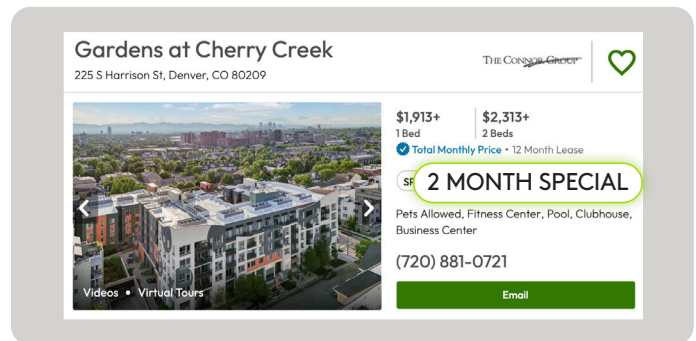 Gardens at Cherry Creek
225 S Harrison St, Denver, CO 80209
THE CONNOR GROUP
$1,913+
1 Bed
$2,313+
2 Beds
Total Monthly Price • 12 Month Lease
2 MONTH SPECIAL
Pets Allowed, Fitness Center, Pool, Clubhouse,
Business Center
(720) 881-0721
Videos • Virtual Tours
Email